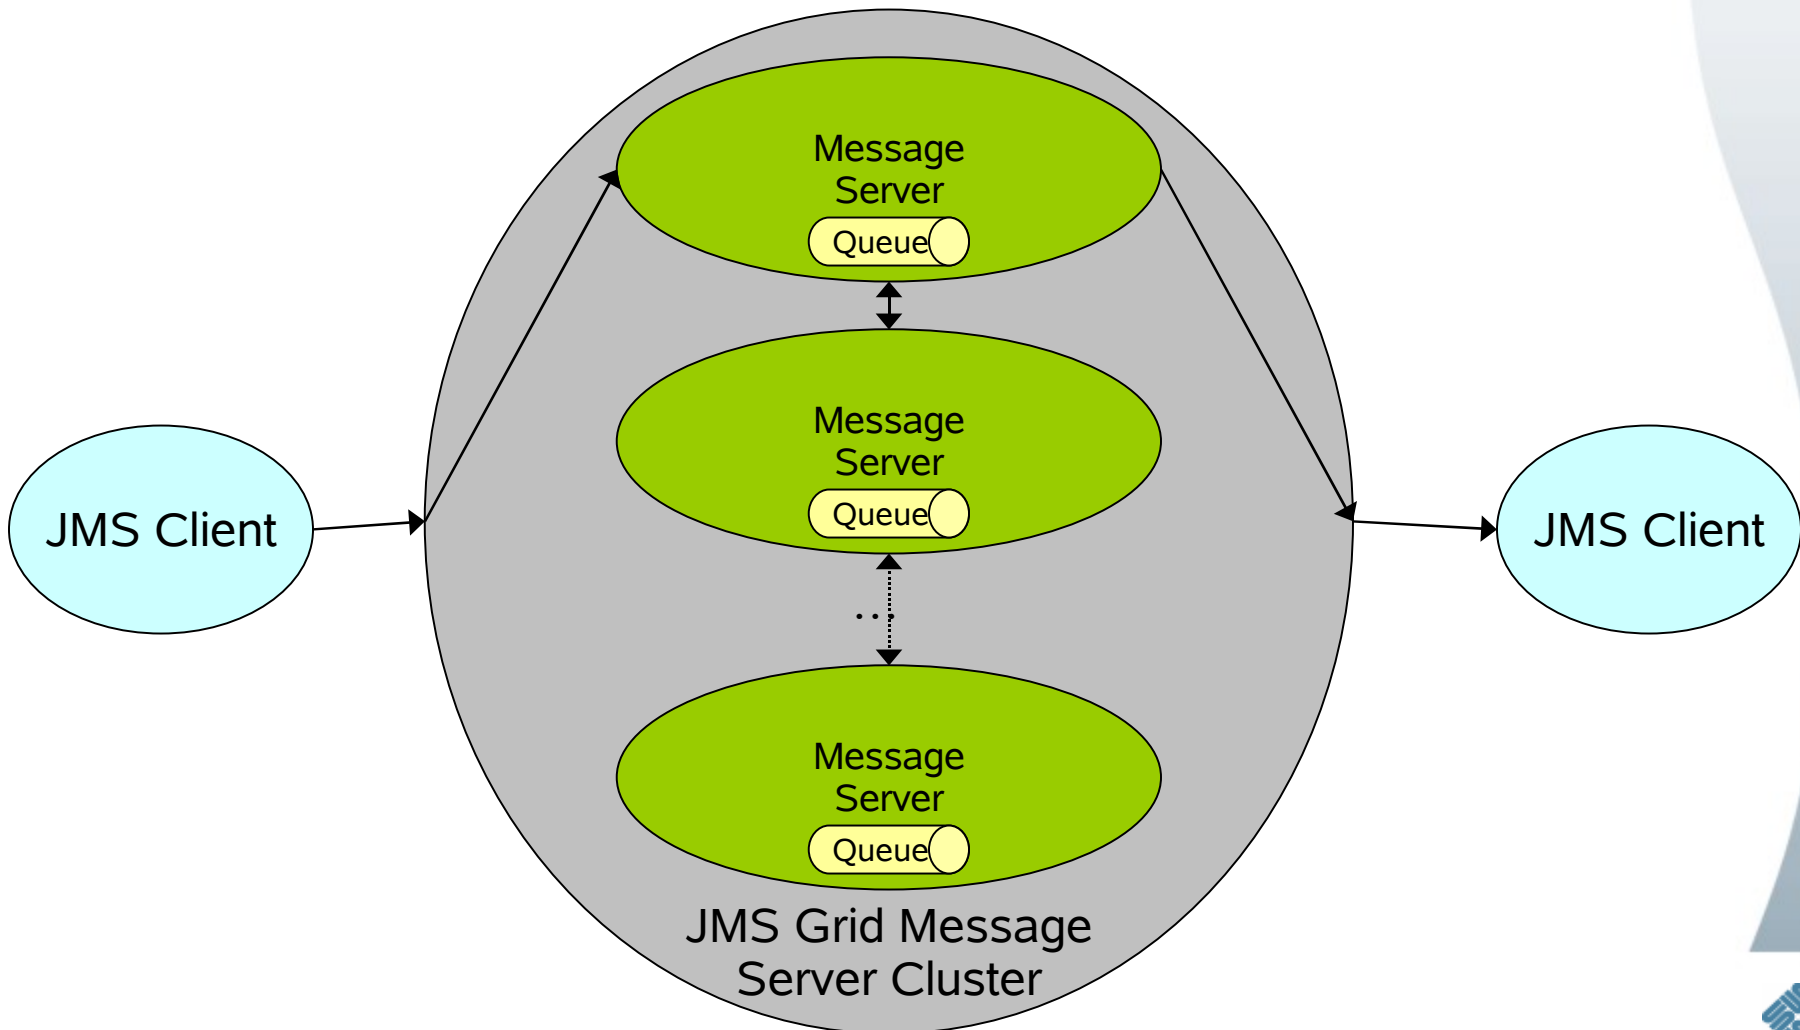 Message
Server
Queue
Message
Server
Queue
JMS Client
JMS Client
...
Message
Server
Queue
JMS Grid Message
Server Cluster